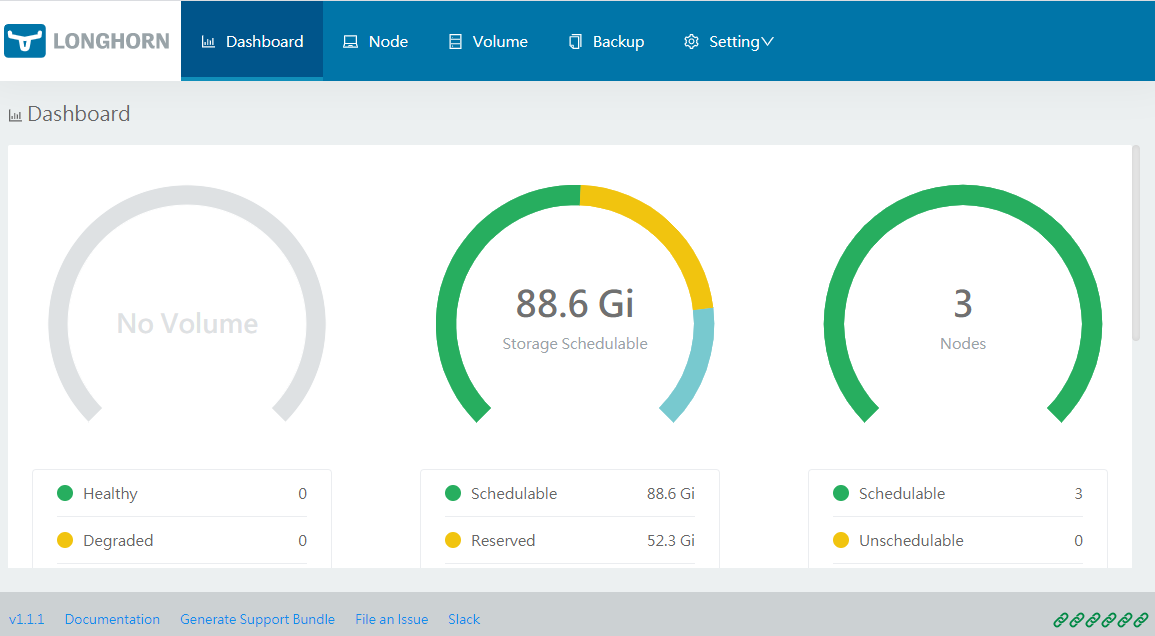 LONGHORN Dashboard Node Volume Backup Setting
Dashboard
No Volume
88.6 Gi
Storage Schedulable
3
Nodes
Healthy 0
Degraded 0
Schedulable 88.6 Gi
Reserved 52.3 Gi
Schedulable 3
Unschedulable 0
v1.1.1 Documentation Generate Support Bundle File an Issue Slack